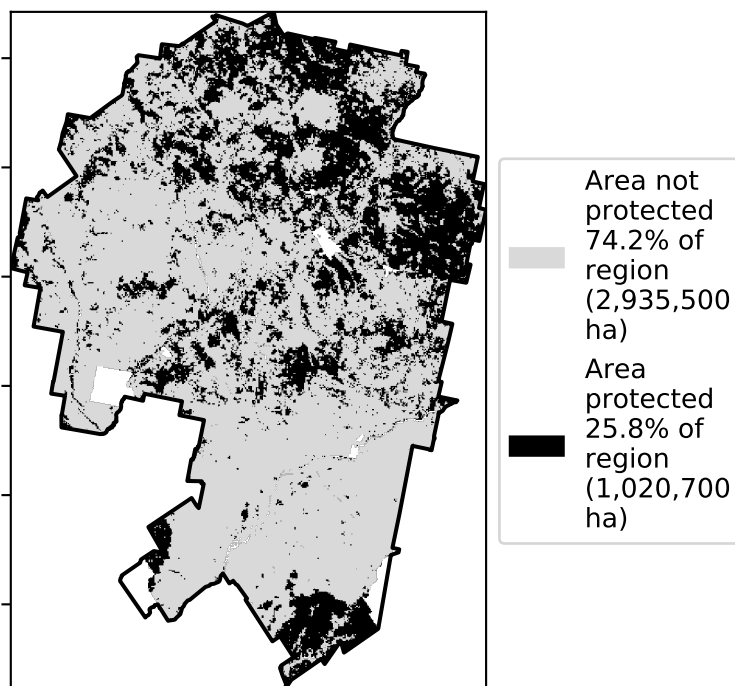 Area not
protected
74.2% of
region
(2,935,500
ha)
Area
protected
25.8% of
region
(1,020,700
ha)